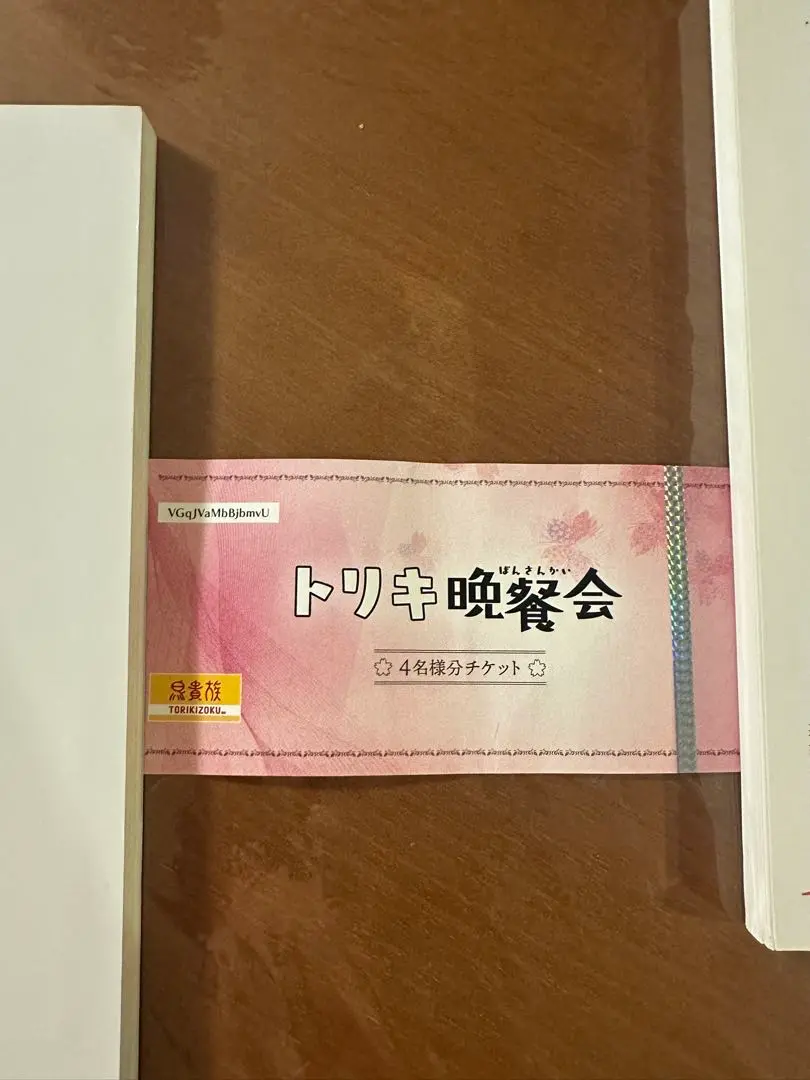 VGqJVaMbBjbmvU
ばんさんかい
トリキ晩餐会
4名様分チケット
鳥貴族
TORIKIZOKU